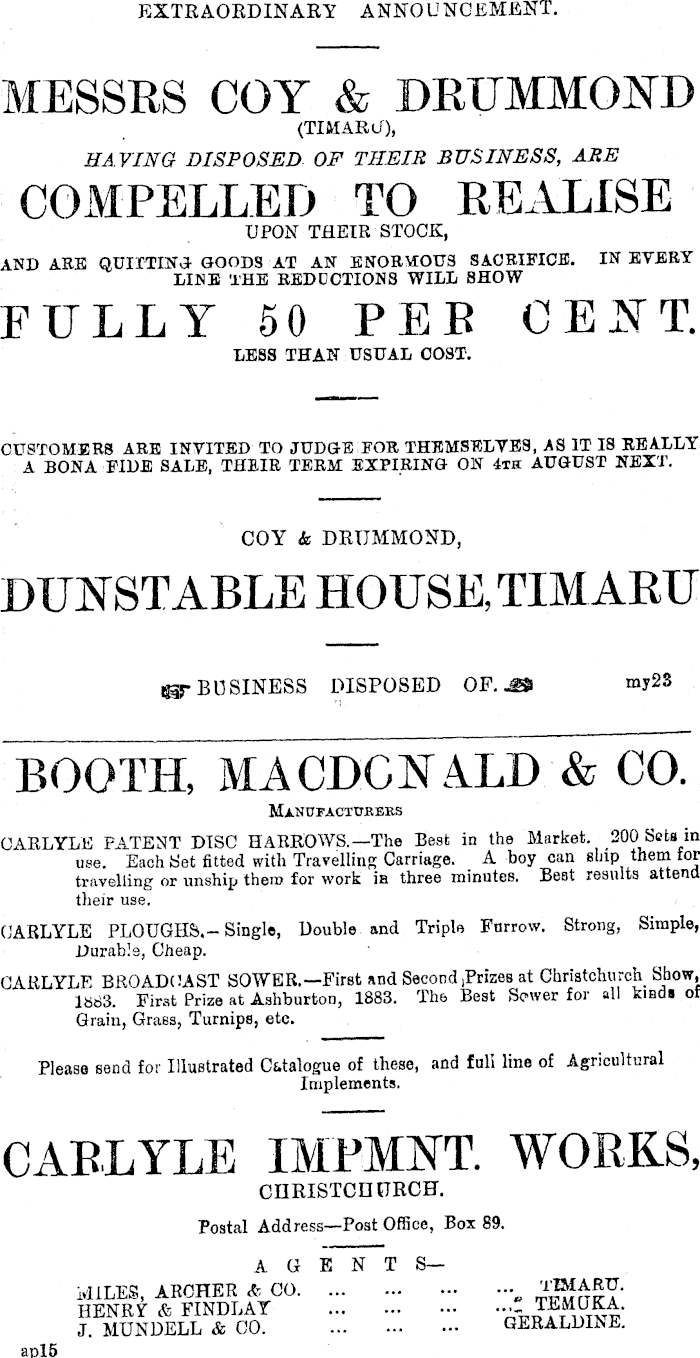 EXTRAORDINARY ANNOUNCEMENT.
MESSRS COY & DRUMMOND
(TIMARU),
HAVING DISPOSED OF THEIR BUSINESS, ARE
COMPELLED TO REALISE
UPON THEIR STOCK,
AND ARE QUITTING GOODS AT AN ENORMOUS SACRIFICE. IN EVERY
LINE THE REDUCTIONS WILL SHOW
FULLY 50 PER CENT.
LESS THAN USUAL COST.
CUSTOMERS ARE INVITED TO JUDGE FOR THEMSELVES, AS IT IS REALLY
A BONA FIDE SALE, THEIR TERM EXPIRING ON 4TH AUGUST NEXT.
COY & DRUMMOND,
DUNSTABLE HOUSE, TIMARU
☞ BUSINESS DISPOSED OF. ☜ my23
BOOTH, MACDONALD & CO.
MANUFACTURERS
CARLYLE PATENT DISC HARROWS.—The Best in the Market. 200 Sets in
use. Each Set fitted with Travelling Carriage. A boy can ship them for
travelling or unship them for work in three minutes. Best results attend
their use.
CARLYLE PLOUGHS.—Single, Double and Triple Furrow. Strong, Simple,
Durable, Cheap.
CARLYLE BROADCAST SOWER.—First and Second Prizes at Christchurch Show,
1883. First Prize at Ashburton, 1883. The Best Sower for all kinds of
Grain, Grass, Turnips, etc.
Please send for Illustrated Catalogue of these, and full line of Agricultural
Implements.
CARLYLE IMPMNT. WORKS,
CHRISTCHURCH.
Postal Address—Post Office, Box 89.
AGENTS—
MILES, ARCHER & CO. ... ... ... ... TIMARU.
HENRY & FINDLAY ... ... ... ... TEMUKA.
J. MUNDELL & CO. ... ... ... GERALDINE.
ap15